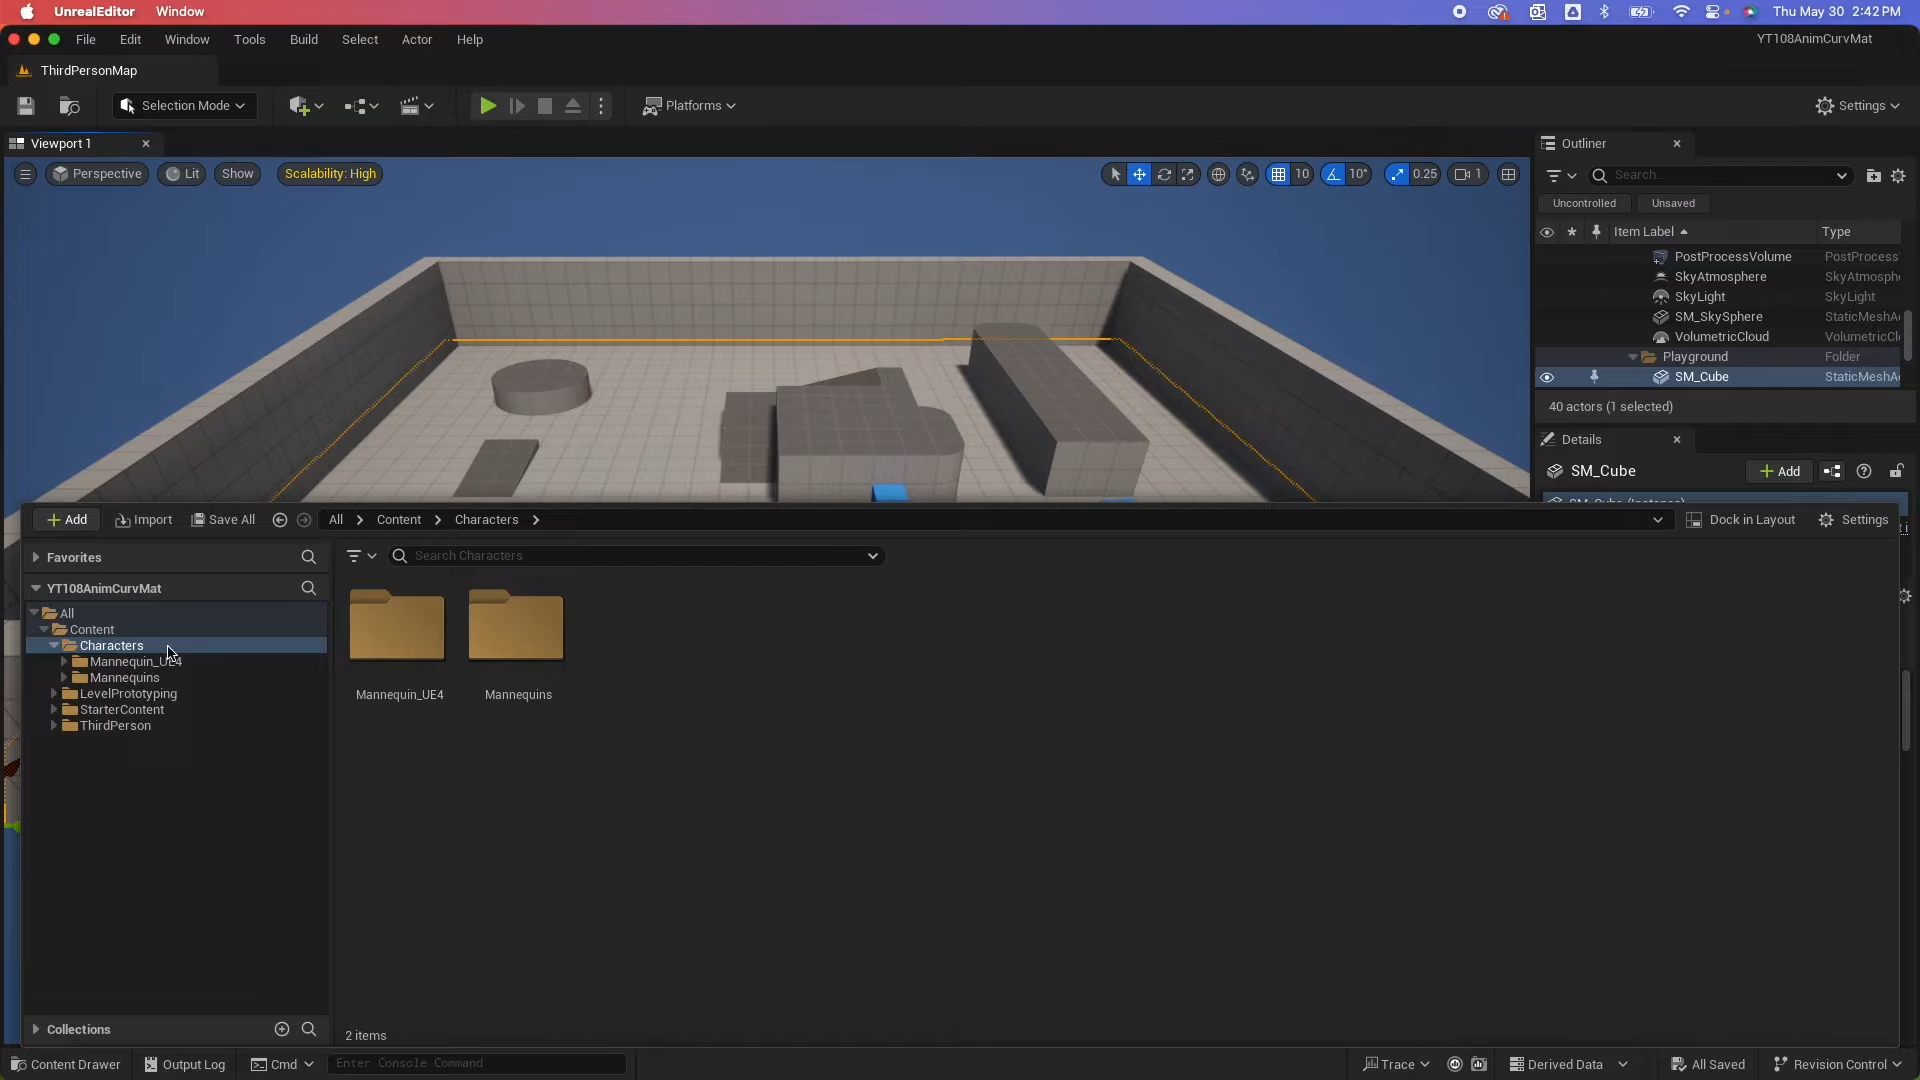 UnrealEditor Window
Thu May 30 2:42 PM
File Edit Window Tools Build Select Actor Help
YT108AnimCurvMat
ThirdPersonMap
Selection Mode
Platforms
Settings
Viewport 1
Outliner
Perspective Lit Show Scalability: High
10 10° 0.25 1
Search...
Uncontrolled Unsaved
Item Label Type
PostProcessVolume PostProcess
SkyAtmosphere SkyAtmosph
SkyLight SkyLight
SM_SkySphere StaticMeshA
VolumetricCloud VolumetricCl
Playground Folder
SM_Cube StaticMeshA
40 actors (1 selected)
Details
SM_Cube
Add
Add Import Save All All Content Characters Dock in Layout Settings
Favorites
Search Characters
YT108AnimCurvMat
All
Content
Characters
Mannequin_UE4
Mannequins
LevelPrototyping
StarterContent
ThirdPerson
Mannequin_UE4 Mannequins
Collections
2 items
Content Drawer Output Log Cmd Enter Console Command Trace Derived Data All Saved Revision Control